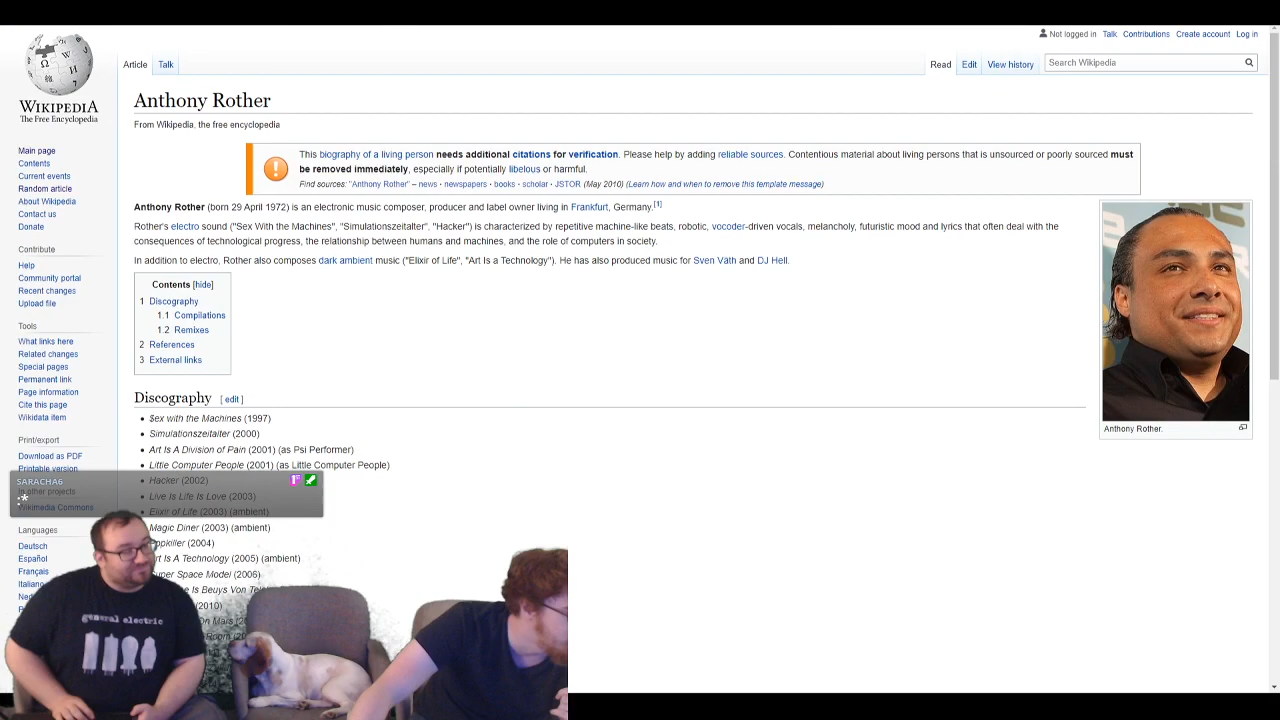 Not logged in Talk Contributions Create account Log in
Article Talk
Read Edit View history Search Wikipedia
WIKIPEDIA
The Free Encyclopedia
Main page
Contents
Current events
Random article
About Wikipedia
Contact us
Donate
Contribute
Help
Community portal
Recent changes
Upload file
Tools
What links here
Related changes
Special pages
Permanent link
Page information
Cite this page
Wikidata item
Print/export
Download as PDF
Printable version
In other projects
Wikimedia Commons
Languages
Deutsch
Español
Français
Anthony Rother
From Wikipedia, the free encyclopedia
This biography of a living person needs additional citations for verification. Please help by adding reliable sources. Contentious material about living persons that is unsourced or poorly sourced must
be removed immediately, especially if potentially libelous or harmful.
Find sources: "Anthony Rother" – news · newspapers · books · scholar · JSTOR (May 2010) (Learn how and when to remove this template message)
Anthony Rother (born 29 April 1972) is an electronic music composer, producer and label owner living in Frankfurt, Germany.[1]
Rother's electro sound ("Sex With the Machines", "Simulationszeitalter", "Hacker") is characterized by repetitive machine-like beats, robotic, vocoder-driven vocals, melancholy, futuristic mood and lyrics that often deal with the
consequences of technological progress, the relationship between humans and machines, and the role of computers in society.
In addition to electro, Rother also composes dark ambient music ("Elixir of Life", "Art Is a Technology"). He has also produced music for Sven Väth and DJ Hell.
Contents [hide]
1 Discography
1.1 Compilations
1.2 Remixes
2 References
3 External links
Anthony Rother.
Discography [ edit ]
• Sex with the Machines (1997)
• Simulationszeitalter (2000)
• Art Is A Division of Pain (2001) (as Psi Performer)
• Little Computer People (2001) (as Little Computer People)
• Hacker (2002)
• Live Is Life Is Love (2003)
• Elixir of Life (2003) (ambient)
Magic Diner (2003) (ambient)
(2004)
Art Is A Technology (2005) (ambient)
Super Space Model (2006)
Is Beuys Von
(2010)
On Mars
SARACHA6
:*
general electric